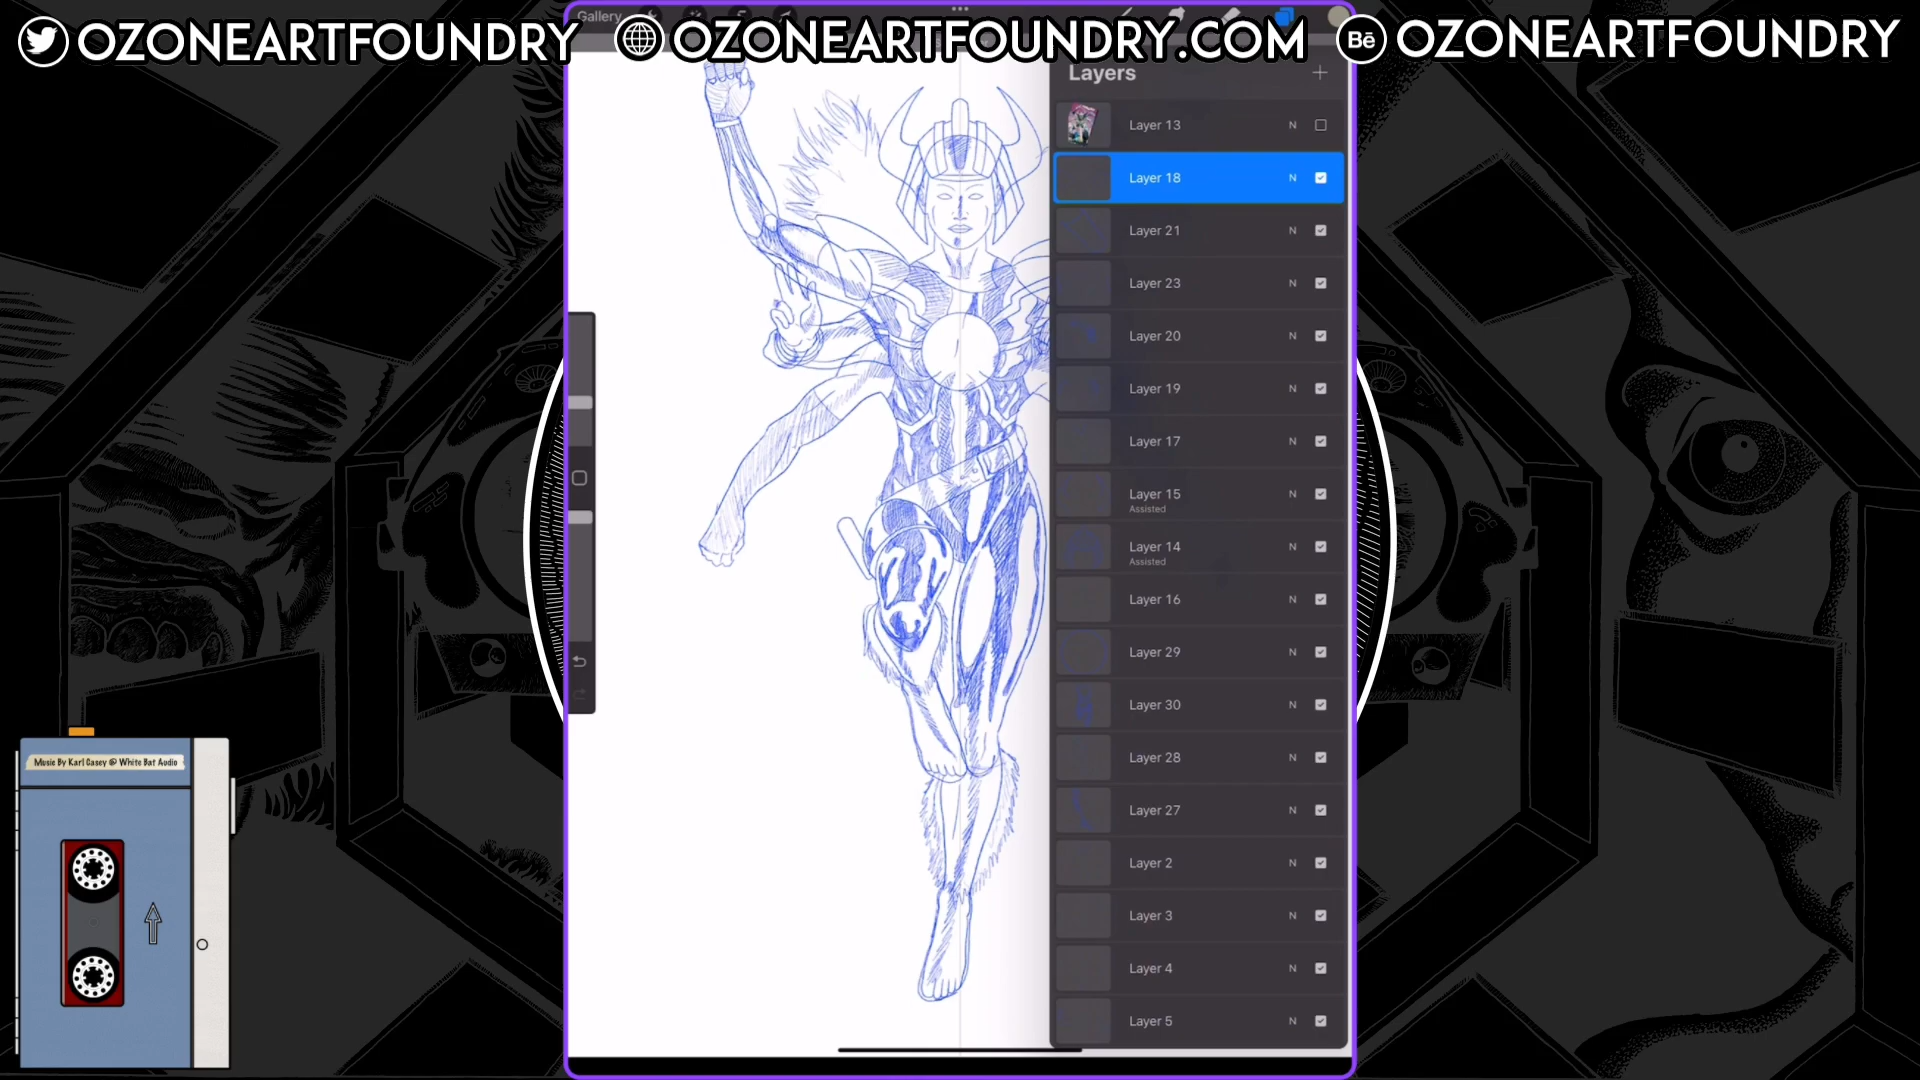 OZONEARTFOUNDRY
OZONEARTFOUNDRY.COM
Bē OZONEARTFOUNDRY
Gallery
Layers
Layer 13 N
Layer 18 N
Layer 21 N
Layer 23 N
Layer 20 N
Layer 19 N
Layer 17 N
Layer 15 N
Assisted
Layer 14 N
Assisted
Layer 16 N
Layer 29 N
Layer 30 N
Layer 28 N
Layer 27 N
Layer 2 N
Layer 3 N
Layer 4 N
Layer 5 N
Music By Karl Casey @ White Bat Audio